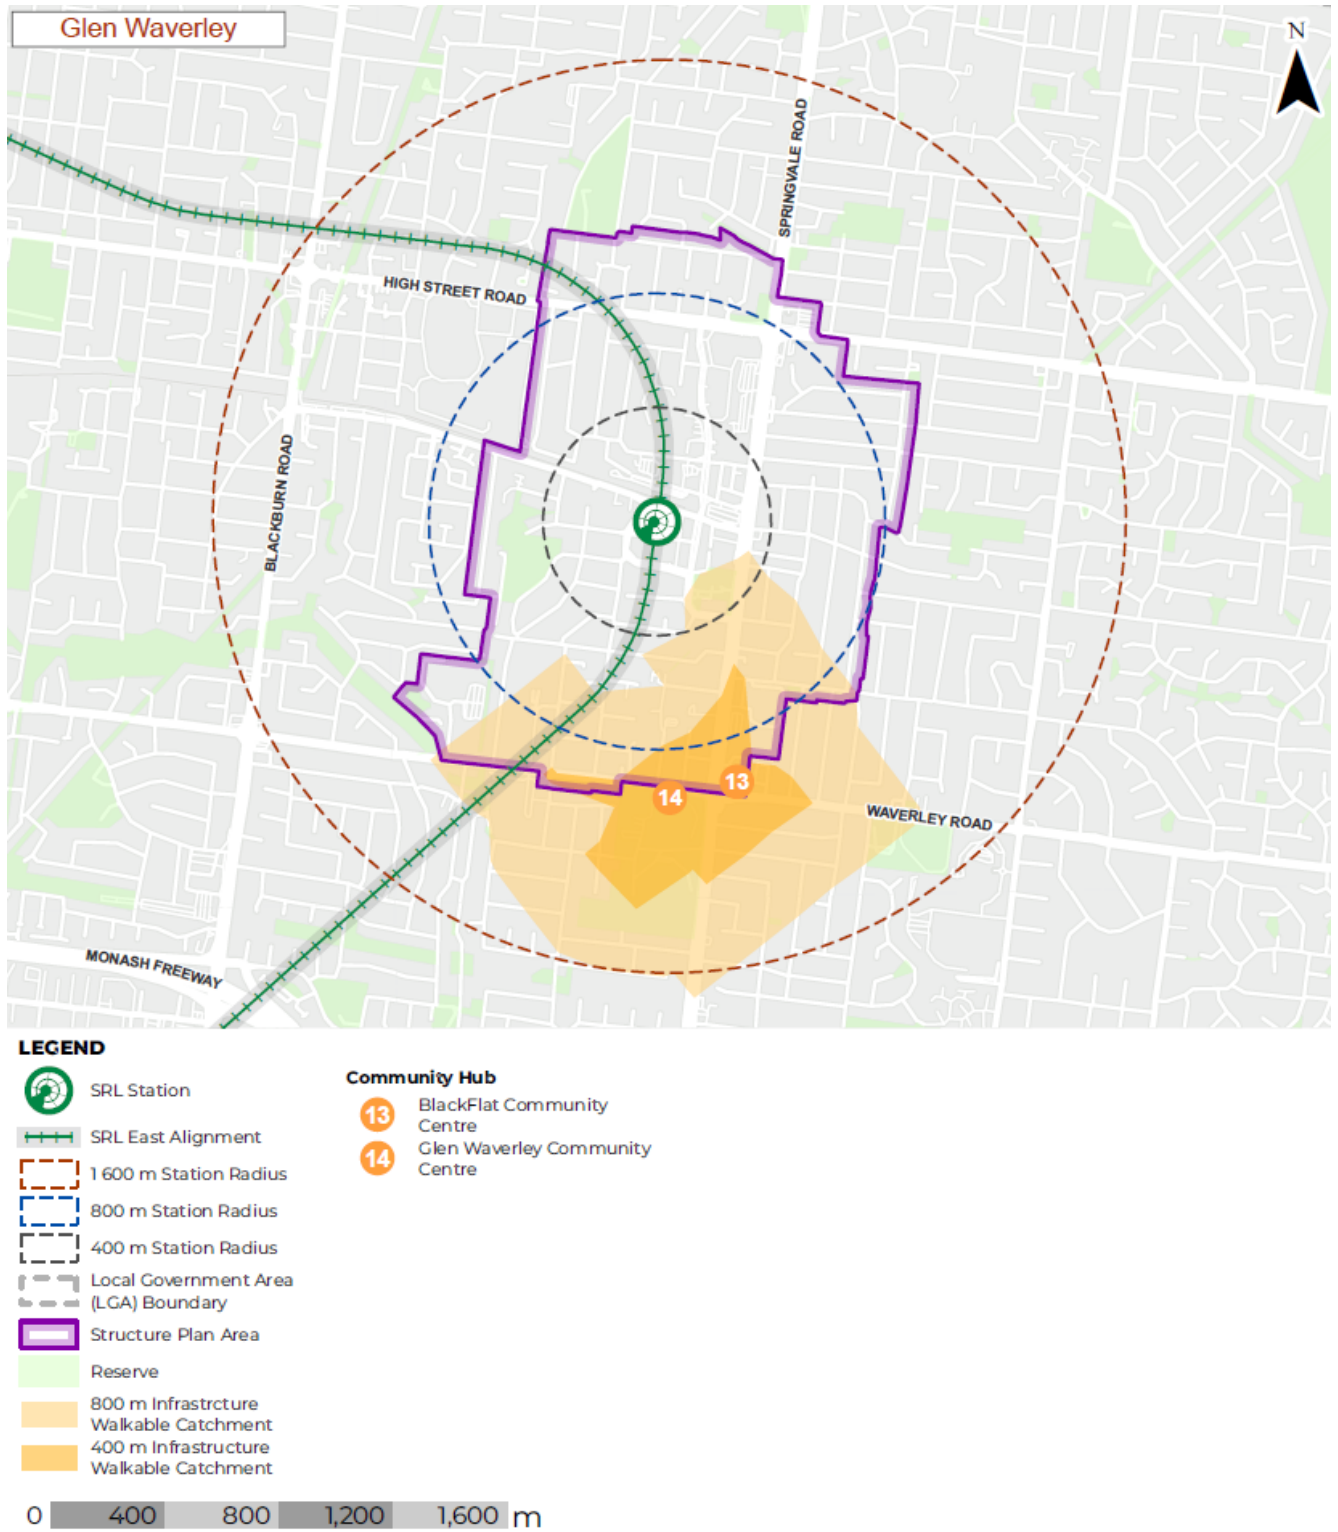 Glen Waverley
N
SPRINGVALE ROAD
HIGH STREET ROAD
BLACKBURN ROAD
13
14
WAVERLEY ROAD
MONASH FREEWAY
LEGEND
SRL Station
SRL East Alignment
1 600 m Station Radius
800 m Station Radius
400 m Station Radius
Local Government Area
(LGA) Boundary
Structure Plan Area
Reserve
800 m Infrastrcture
Walkable Catchment
400 m Infrastructure
Walkable Catchment
Community Hub
13 BlackFlat Community
Centre
14 Glen Waverley Community
Centre
0 400 800 1,200 1,600 m